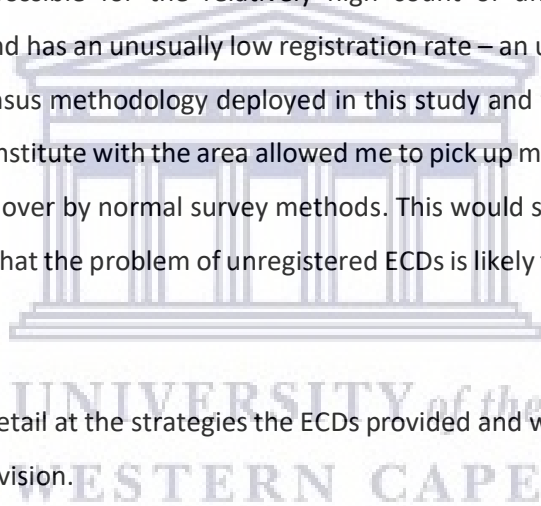 for the relatively high count of
nd has an unusually low registration rate – an u
nsus methodology deployed in this study and
nstitute with the area allowed me to pick up m
over by normal survey methods. This would s
hat the problem of unregistered ECDs is likely
UNIVERSITY of the
etail at the strategies the ECDs provided and w
vision.
WESTERN CAPE